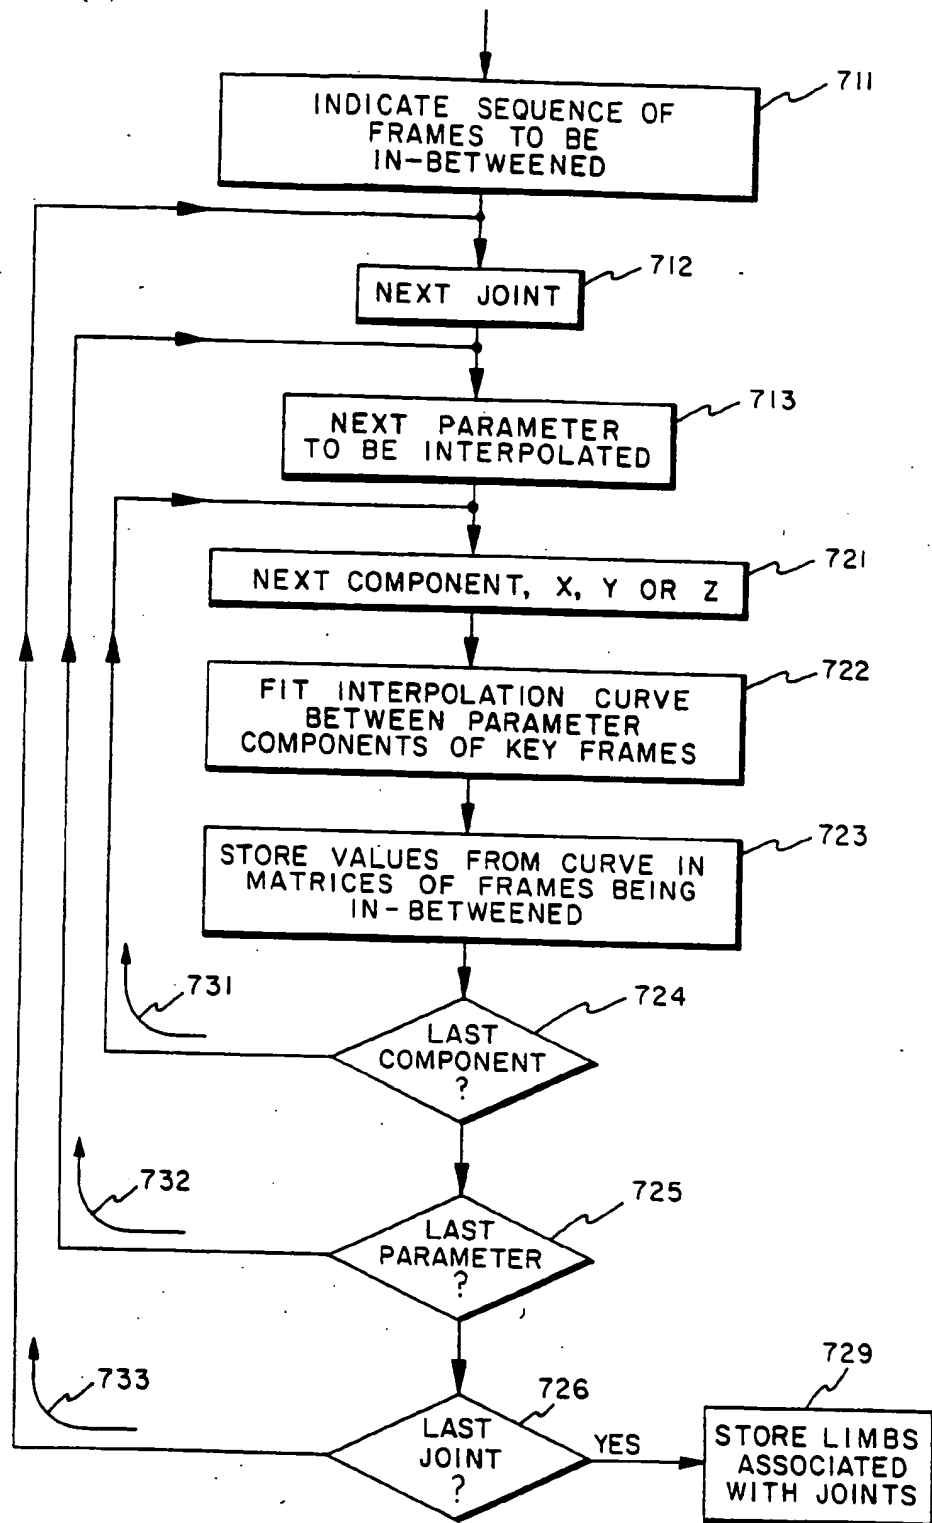 711
INDICATE SEQUENCE OF
FRAMES TO BE
IN-BETWEENED
712
NEXT JOINT
713
NEXT PARAMETER
TO BE INTERPOLATED
721
NEXT COMPONENT, X, Y OR Z
722
FIT INTERPOLATION CURVE
BETWEEN PARAMETER
COMPONENTS OF KEY FRAMES
723
STORE VALUES FROM CURVE IN
MATRICES OF FRAMES BEING
IN-BETWEENED
731
724
LAST
COMPONENT
?
732
725
LAST
PARAMETER
?
733
726
LAST
JOINT
?
YES
729
STORE LIMBS
ASSOCIATED
WITH JOINTS